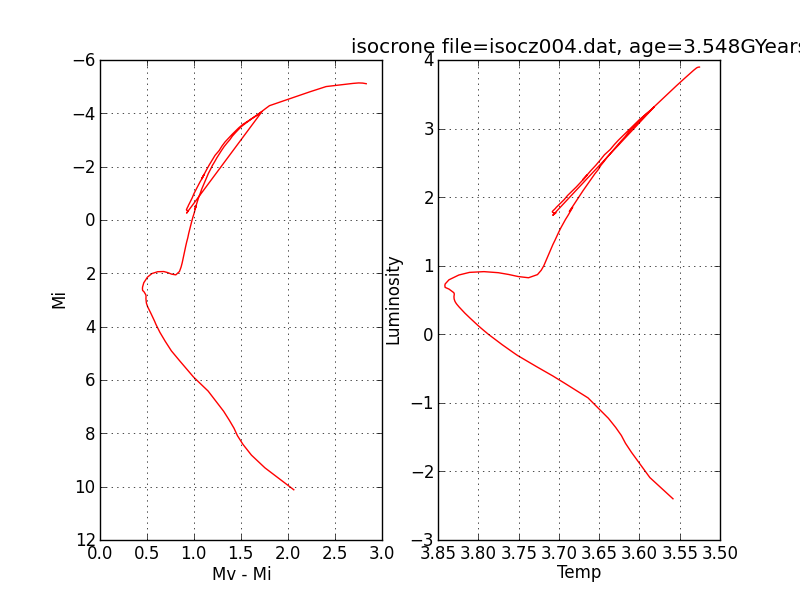 isocrone file=isocz004.dat, age=3.548GYears
−6
−4
−2
0
2
4
6
8
10
12
0.0 0.5 1.0 1.5 2.0 2.5 3.0
Mv - Mi
Mi
4
3
2
1
0
−1
−2
−3
3.85 3.80 3.75 3.70 3.65 3.60 3.55 3.50
Temp
Luminosity